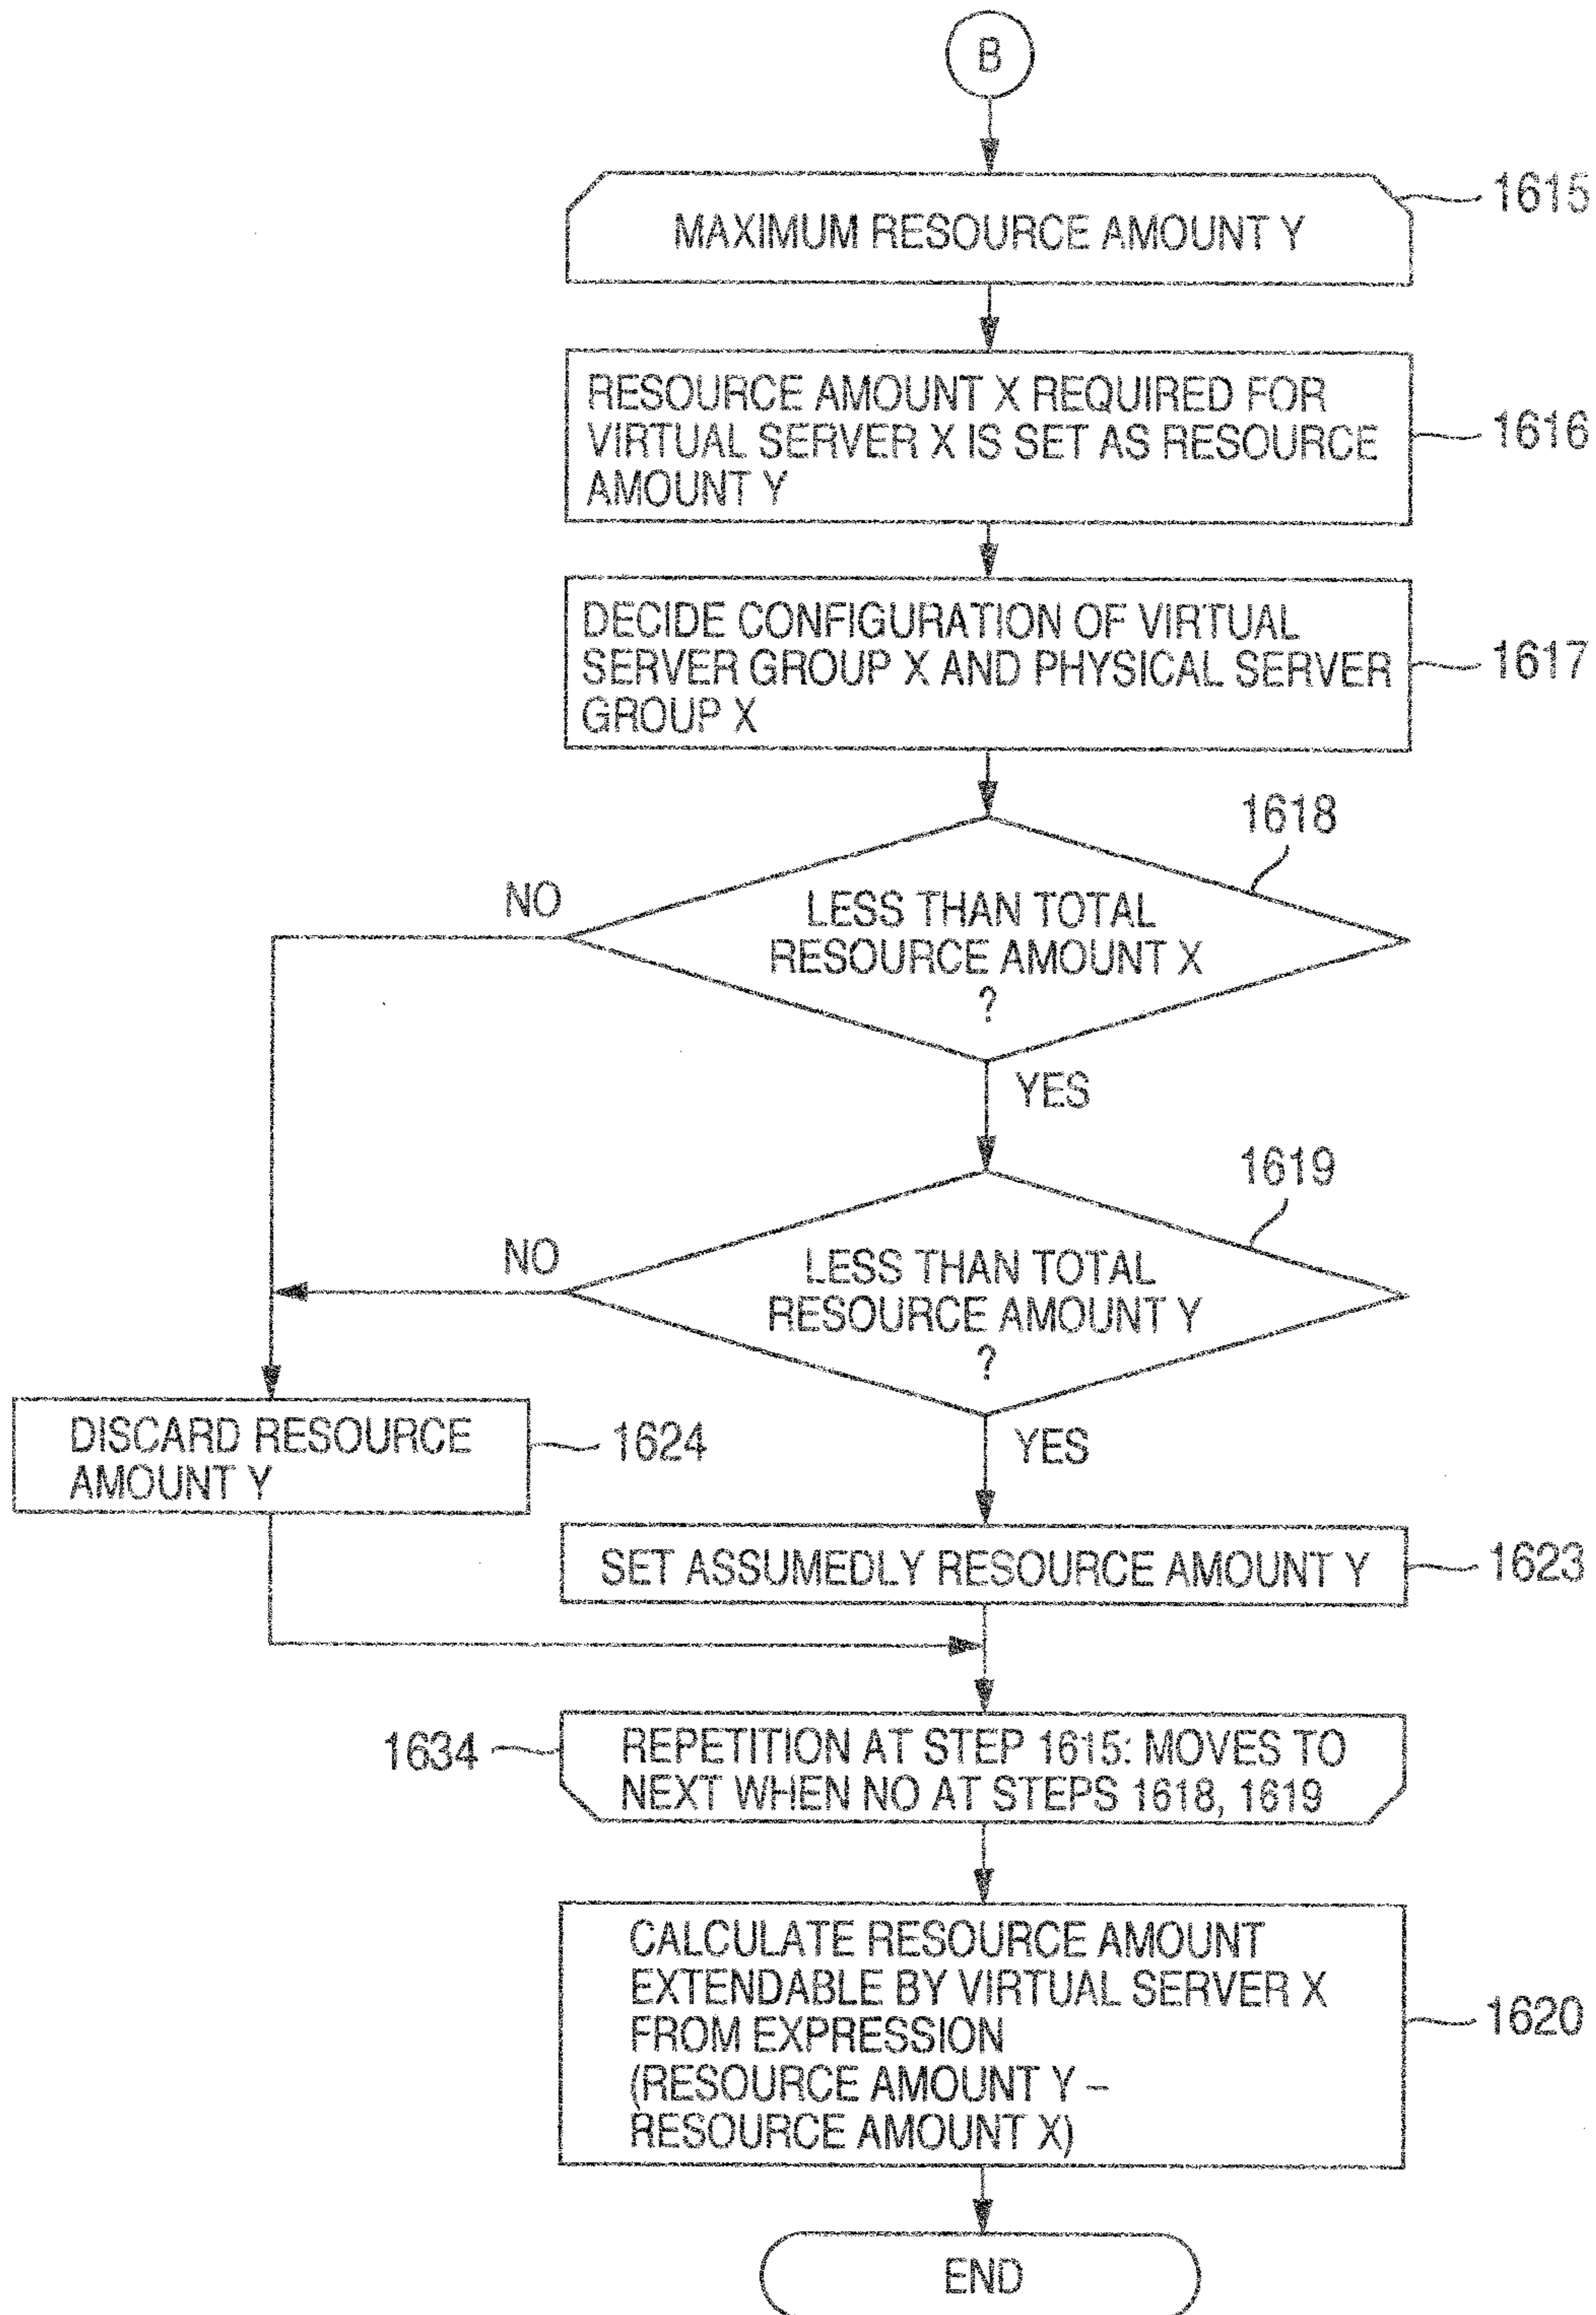 B
MAXIMUM RESOURCE AMOUNT Y
1615
RESOURCE AMOUNT X REQUIRED FOR
VIRTUAL SERVER X IS SET AS RESOURCE
AMOUNT Y
1616
DECIDE CONFIGURATION OF VIRTUAL
SERVER GROUP X AND PHYSICAL SERVER
GROUP X
1617
1618
NO
LESS THAN TOTAL
RESOURCE AMOUNT X
?
YES
1619
NO
LESS THAN TOTAL
RESOURCE AMOUNT Y
?
YES
DISCARD RESOURCE
AMOUNT Y
1624
SET ASSUMEDLY RESOURCE AMOUNT Y
1623
1634
REPETITION AT STEP 1615: MOVES TO
NEXT WHEN NO AT STEPS 1618, 1619
CALCULATE RESOURCE AMOUNT
EXTENDABLE BY VIRTUAL SERVER X
FROM EXPRESSION
(RESOURCE AMOUNT Y –
RESOURCE AMOUNT X)
1620
END